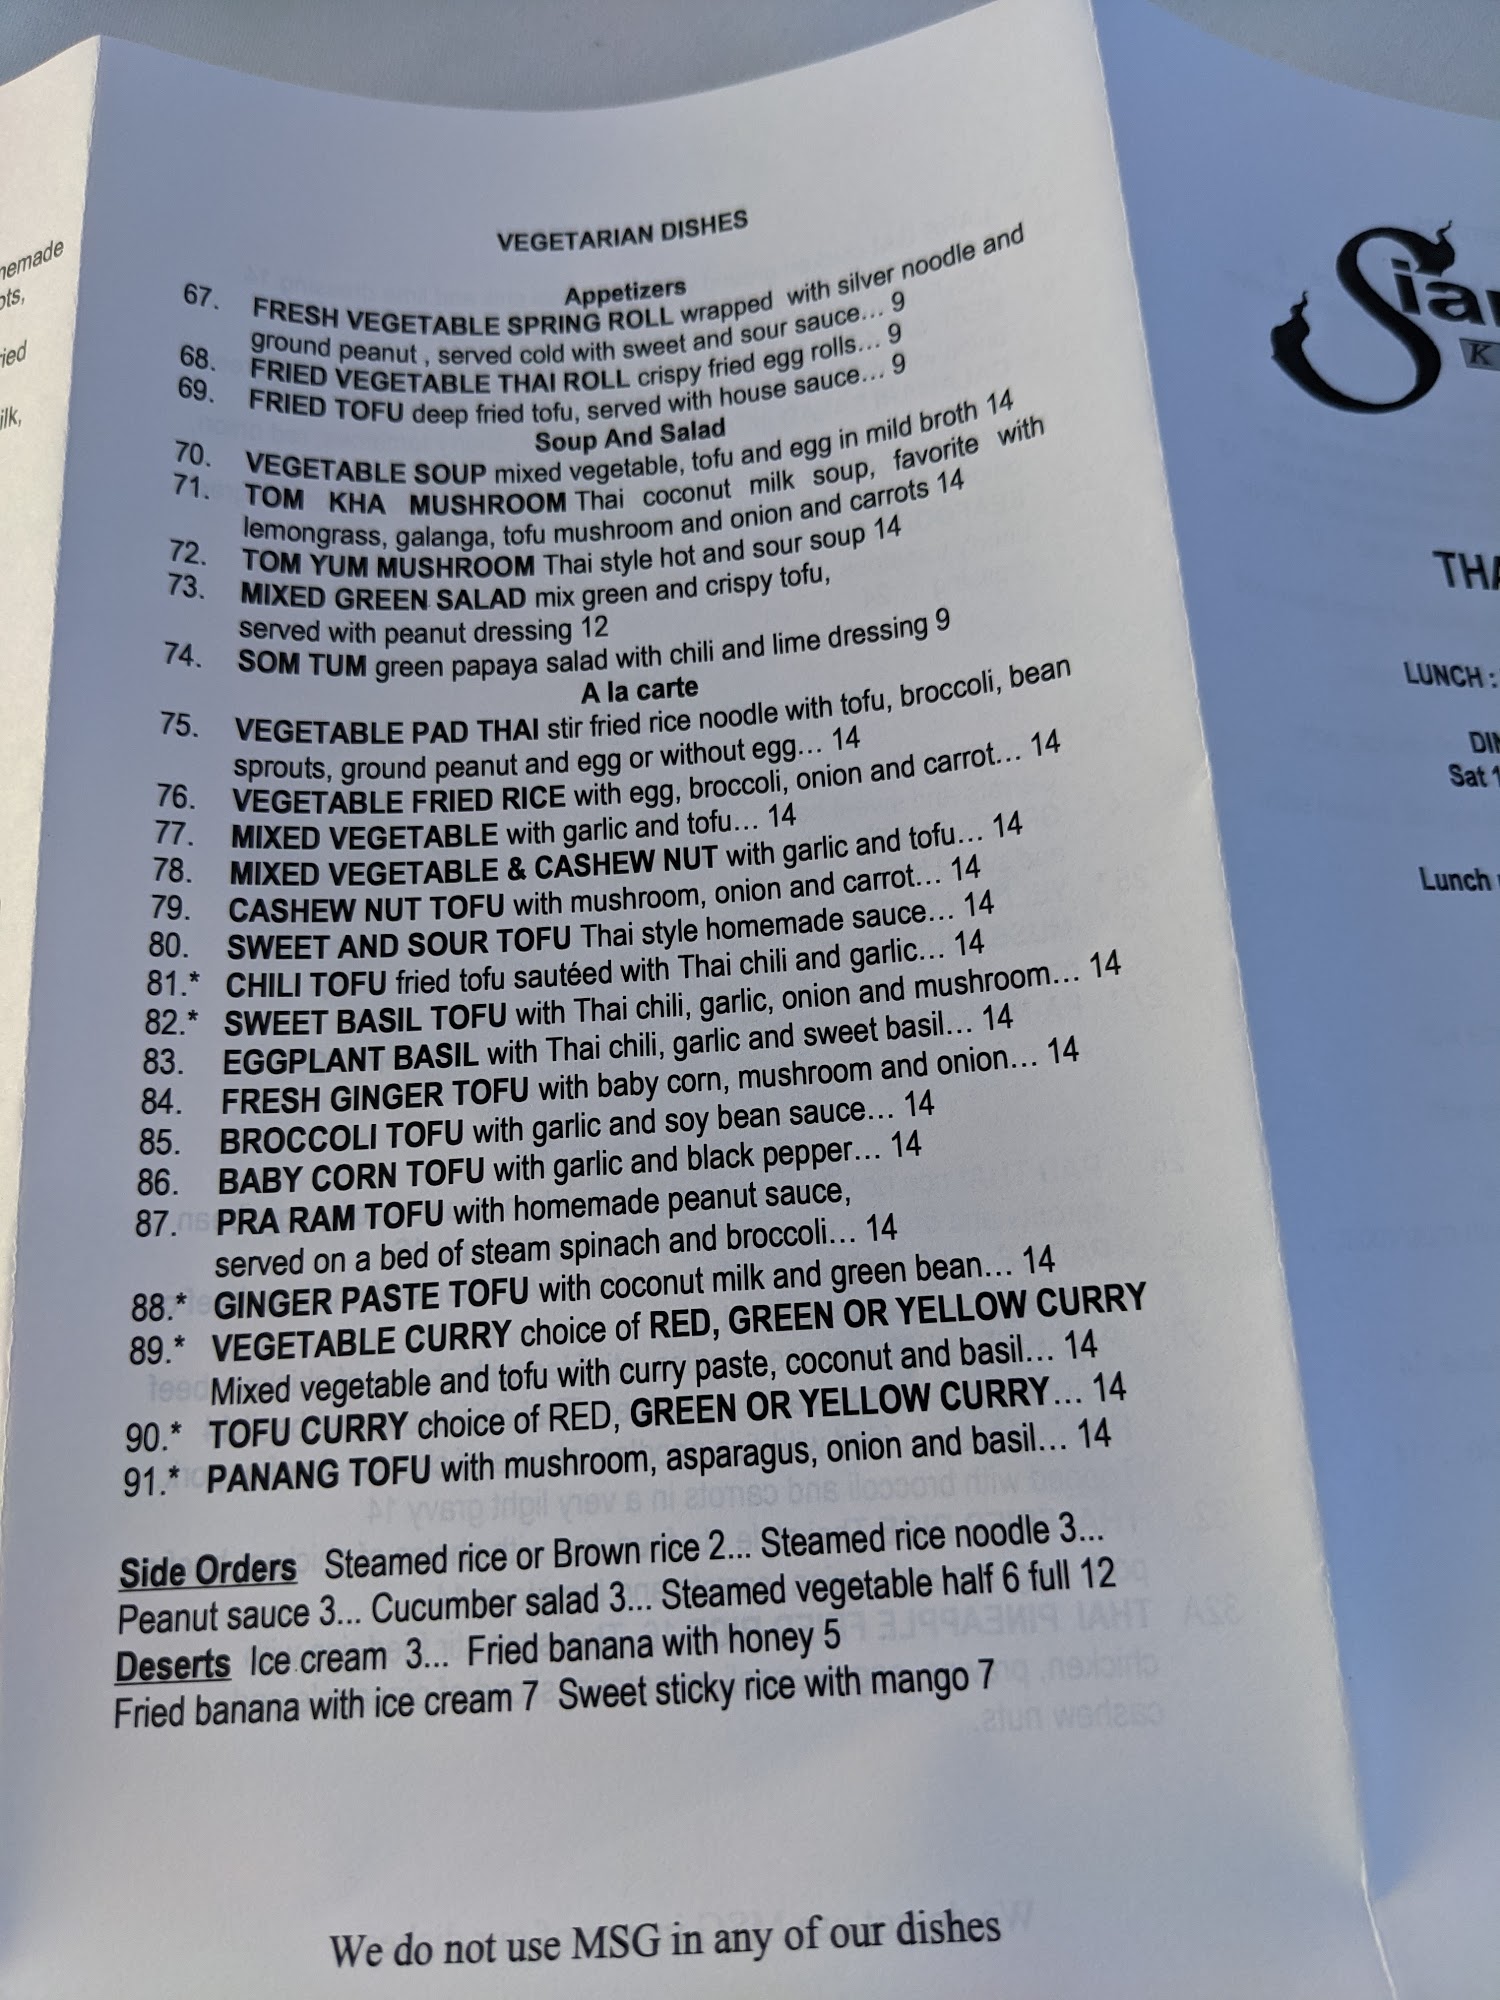 memade
ots,
ried
ilk,
VEGETARIAN DISHES
Appetizers
67. FRESH VEGETABLE SPRING ROLL wrapped with silver noodle and
ground peanut , served cold with sweet and sour sauce... 9
68. FRIED VEGETABLE THAI ROLL crispy fried egg rolls... 9
69. FRIED TOFU deep fried tofu, served with house sauce... 9
Soup And Salad
70. VEGETABLE SOUP mixed vegetable, tofu and egg in mild broth 14
71. TOM KHA MUSHROOM Thai coconut milk soup, favorite with
lemongrass, galanga, tofu mushroom and onion and carrots 14
72. TOM YUM MUSHROOM Thai style hot and sour soup 14
73. MIXED GREEN SALAD mix green and crispy tofu,
served with peanut dressing 12
74. SOM TUM green papaya salad with chili and lime dressing 9
A la carte
75. VEGETABLE PAD THAI stir fried rice noodle with tofu, broccoli, bean
sprouts, ground peanut and egg or without egg... 14
76. VEGETABLE FRIED RICE with egg, broccoli, onion and carrot... 14
77. MIXED VEGETABLE with garlic and tofu... 14
78. MIXED VEGETABLE & CASHEW NUT with garlic and tofu... 14
79. CASHEW NUT TOFU with mushroom, onion and carrot... 14
80. SWEET AND SOUR TOFU Thai style homemade sauce... 14
81.* CHILI TOFU fried tofu sautéed with Thai chili and garlic... 14
82.* SWEET BASIL TOFU with Thai chili, garlic, onion and mushroom... 14
83. EGGPLANT BASIL with Thai chili, garlic and sweet basil... 14
84. FRESH GINGER TOFU with baby corn, mushroom and onion... 14
85. BROCCOLI TOFU with garlic and soy bean sauce... 14
86. BABY CORN TOFU with garlic and black pepper... 14
87. PRA RAM TOFU with homemade peanut sauce,
served on a bed of steam spinach and broccoli... 14
88.* GINGER PASTE TOFU with coconut milk and green bean... 14
89.* VEGETABLE CURRY choice of RED, GREEN OR YELLOW CURRY
Mixed vegetable and tofu with curry paste, coconut and basil... 14
90.* TOFU CURRY choice of RED, GREEN OR YELLOW CURRY... 14
91.* PANANG TOFU with mushroom, asparagus, onion and basil... 14
Side Orders Steamed rice or Brown rice 2... Steamed rice noodle 3...
Peanut sauce 3... Cucumber salad 3... Steamed vegetable half 6 full 12
Deserts Ice cream 3... Fried banana with honey 5
Fried banana with ice cream 7 Sweet sticky rice with mango 7
We do not use MSG in any of our dishes
Sia
K
THA
LUNCH :
DIN
Sat 1
Lunch